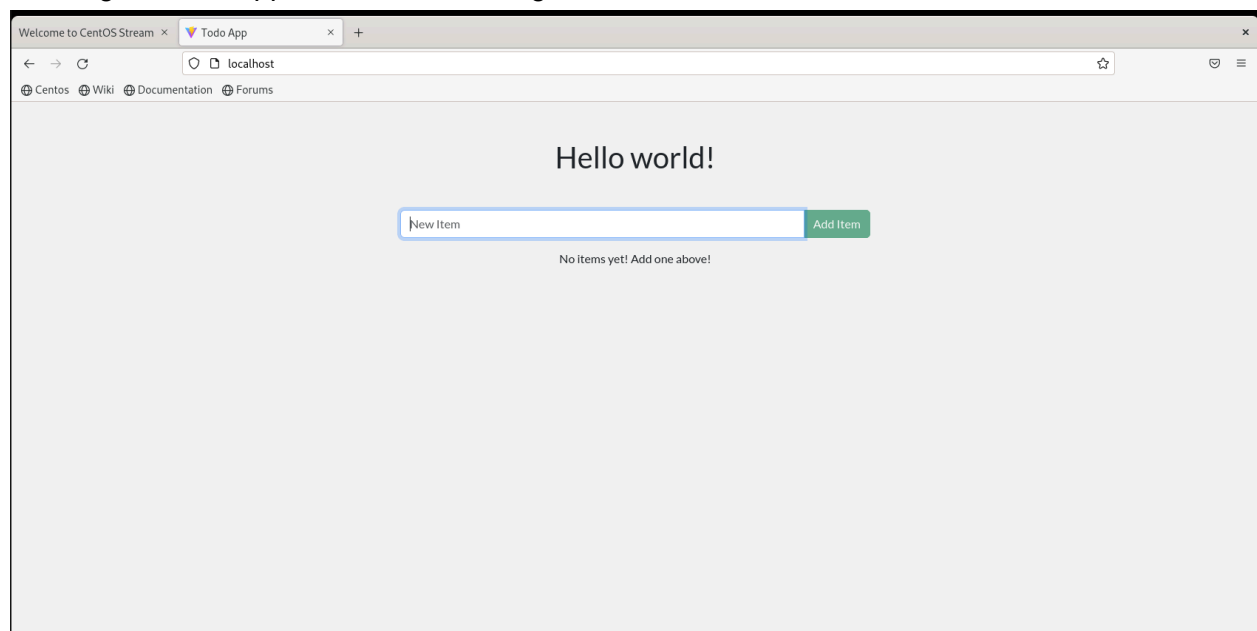 Welcome to CentOS Stream
Todo App
localhost
Centos Wiki Documentation Forums
Hello world!
New Item Add Item
No items yet! Add one above!